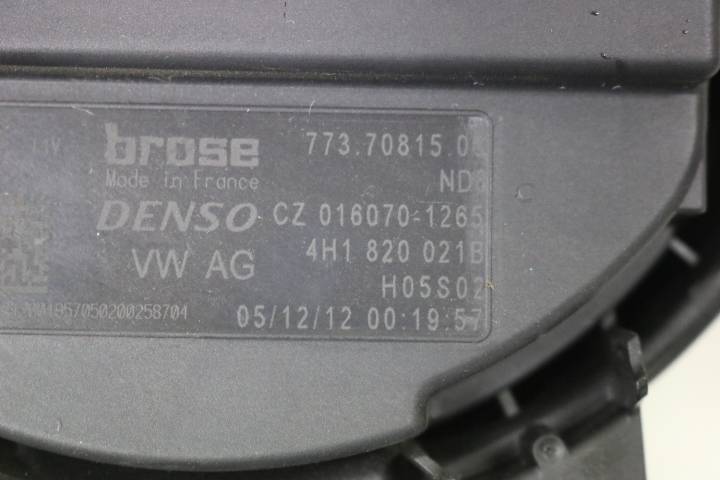 brose 773.70815.0
Made in France ND
DENSO CZ 016070-1265
VW AG 4H1 820 021B
H05S02
05/12/12 00:19:57